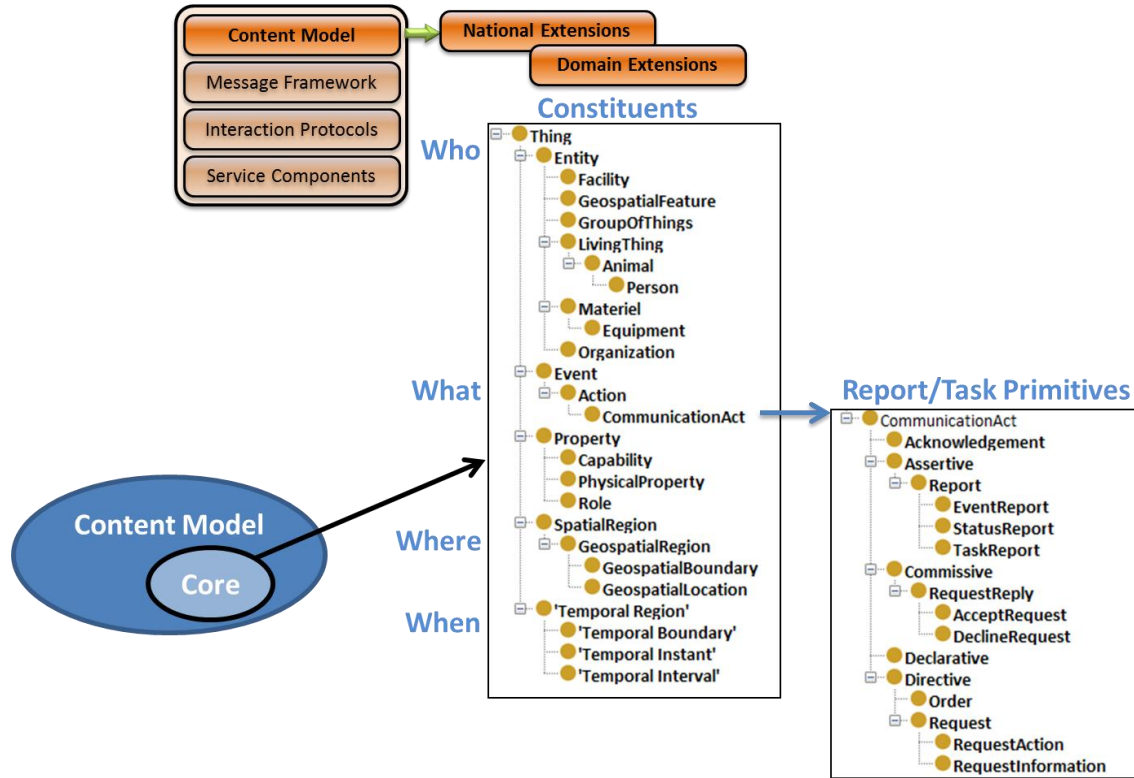 Content Model
National Extensions
Domain Extensions
Message Framework
Interaction Protocols
Service Components
Constituents
Who
Thing
Entity
Facility
GeospatialFeature
GroupOfThings
LivingThing
Animal
Person
Materiel
Equipment
Organization
What
Event
Action
CommunicationAct
Property
Capability
PhysicalProperty
Role
Where
SpatialRegion
GeospatialRegion
GeospatialBoundary
GeospatialLocation
When
'Temporal Region'
'Temporal Boundary'
'Temporal Instant'
'Temporal Interval'
Content Model
Core
Report/Task Primitives
CommunicationAct
Acknowledgement
Assertive
Report
EventReport
StatusReport
TaskReport
Commissive
RequestReply
AcceptRequest
DeclineRequest
Declarative
Directive
Order
Request
RequestAction
RequestInformation